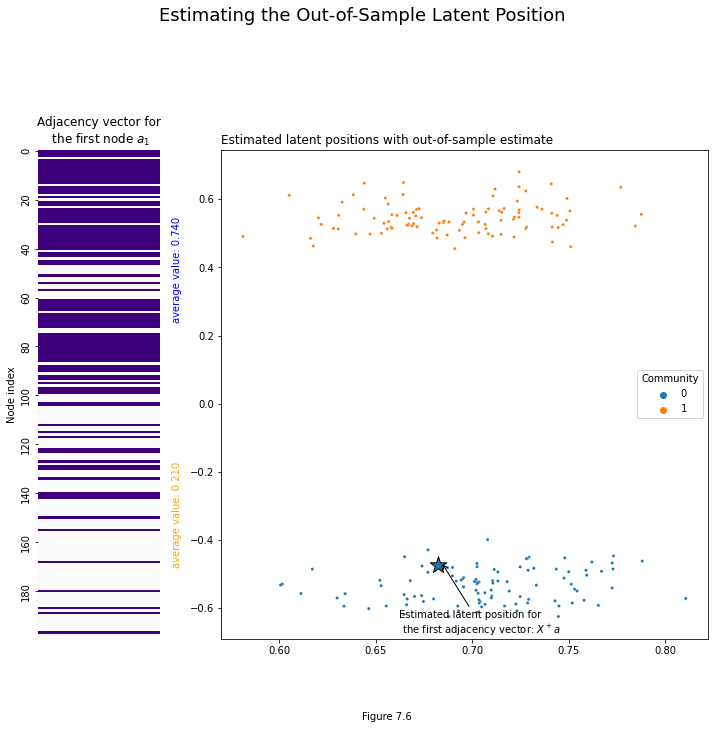 Estimating the Out-of-Sample Latent Position
Adjacency vector for
the first node a₁
0
20
40
60
80
100
120
140
160
180
Node index
average value: 0.740
average value: 0.210
Estimated latent positions with out-of-sample estimate
0.6
0.4
0.2
0.0
−0.2
−0.4
−0.6
0.60
0.65
0.70
0.75
0.80
Community
0
1
Estimated latent position for
the first adjacency vector: X⁺a
Figure 7.6